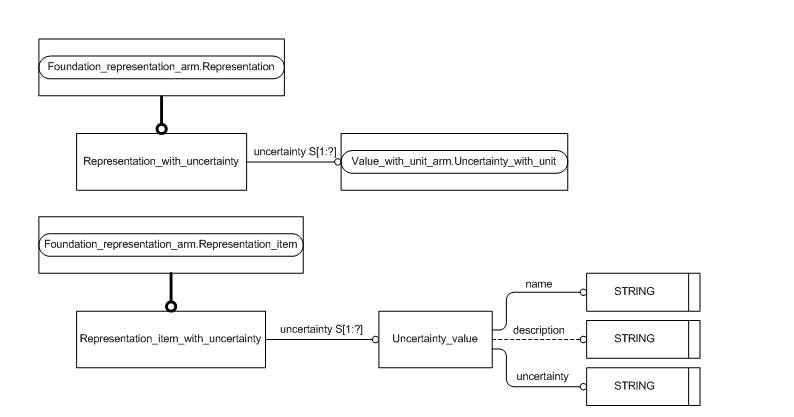 Foundation_representation_arm.Representation
Representation_with_uncertainty
uncertainty S[1:?]
Value_with_unit_arm.Uncertainty_with_unit
Foundation_representation_arm.Representation_item
Representation_item_with_uncertainty
uncertainty S[1:?]
Uncertainty_value
name
STRING
description
STRING
uncertainty
STRING